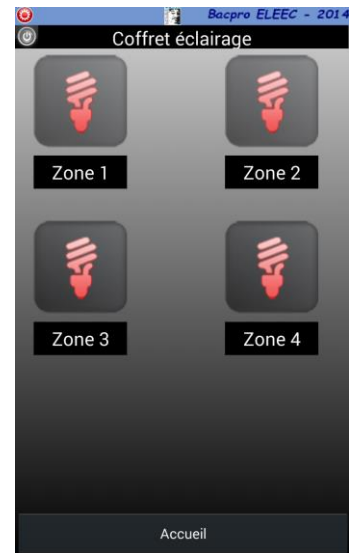 Bacpro ELEEC - 2014
Coffret éclairage
Zone 1
Zone 2
Zone 3
Zone 4
Accueil